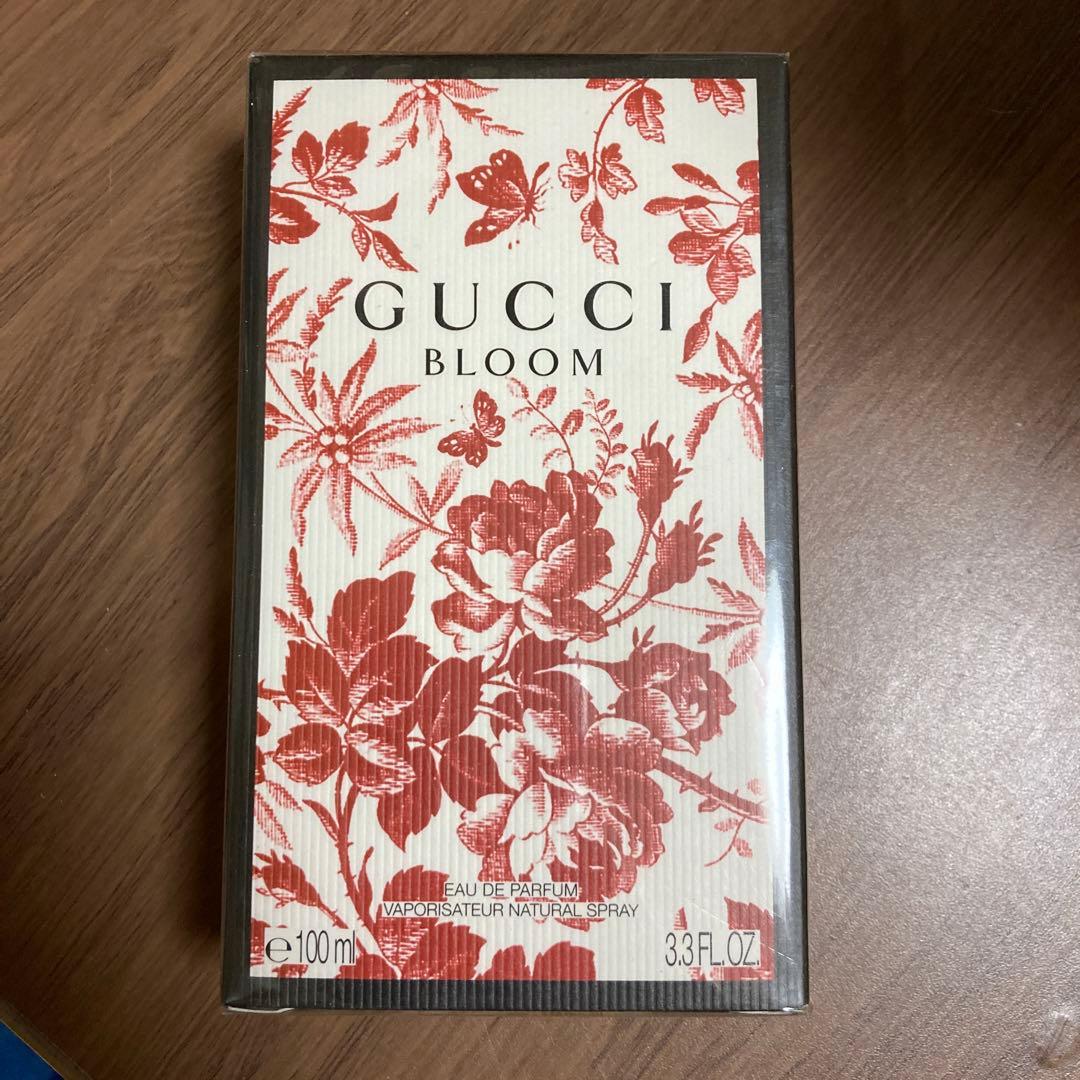 GUCCI
BLOOM
EAU DE PARFUM
VAPORISATEUR NATURAL SPRAY
℮ 100 ml 3.3 FL.OZ.